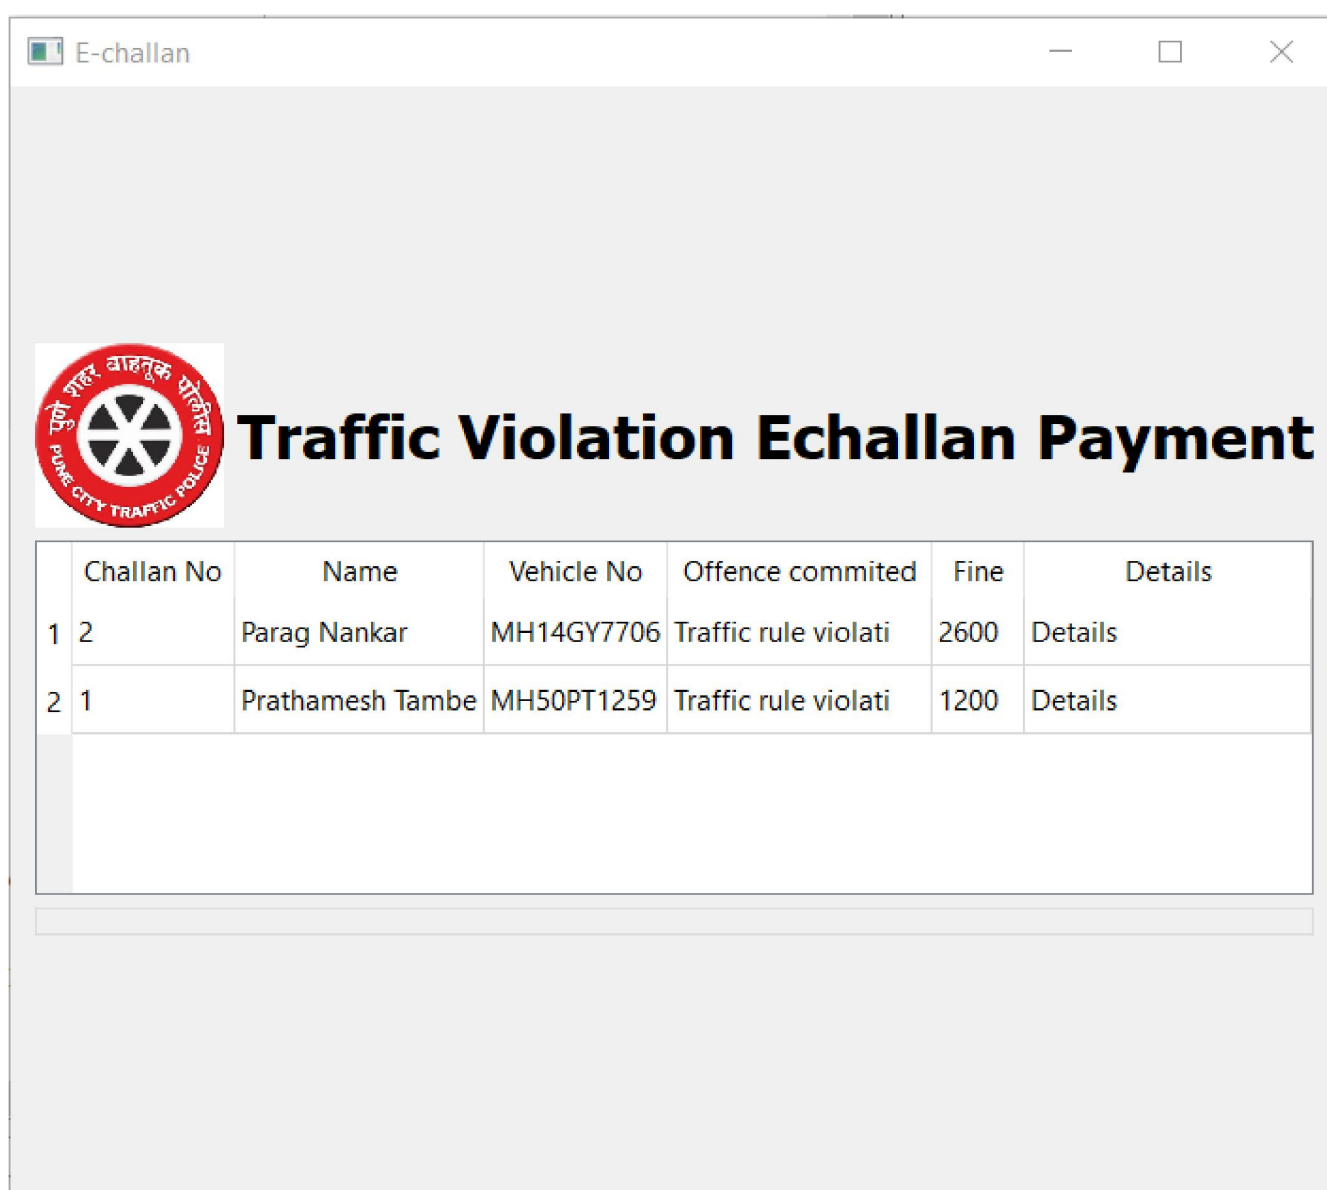 E-challan
पुणे शहर वाहतूक पोलीस
PUNE CITY TRAFFIC POLICE
Traffic Violation Echallan Payment
Challan No Name Vehicle No Offence commited Fine Details
1 2 Parag Nankar MH14GY7706 Traffic rule violati 2600 Details
2 1 Prathamesh Tambe MH50PT1259 Traffic rule violati 1200 Details